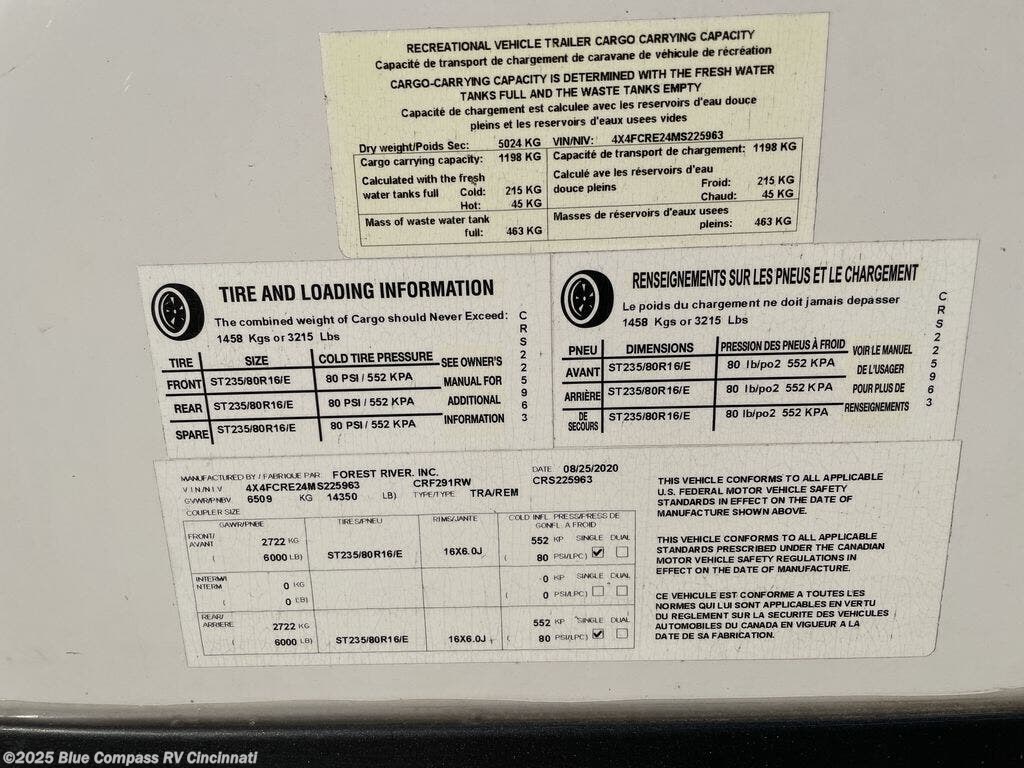 RECREATIONAL VEHICLE TRAILER CARGO CARRYING CAPACITY
Capacité de transport de chargement de caravane de véhicule de récréation
CARGO-CARRYING CAPACITY IS DETERMINED WITH THE FRESH WATER
TANKS FULL AND THE WASTE TANKS EMPTY
Capacité de chargement est calculee avec les reservoirs d'eau douce
pleins et les reservoirs d'eaux usees vides
Dry weight/Poids Sec: 5024 KG VIN/NIV: 4X4FCRE24MS225963
Cargo carrying capacity: 1198 KG Capacité de transport de chargement: 1198 KG
Calculated with the fresh
water tanks full Cold: 215 KG
Hot: 45 KG
Calculé ave les réservoirs d'eau
douce pleins Froid: 215 KG
Chaud: 45 KG
Mass of waste water tank
full: 463 KG
Masses de réservoirs d'eaux usees
pleins: 463 KG
TIRE AND LOADING INFORMATION
The combined weight of Cargo should Never Exceed:
1458 Kgs or 3215 Lbs
TIRE SIZE COLD TIRE PRESSURE
FRONT ST235/80R16/E 80 PSI / 552 KPA
REAR ST235/80R16/E 80 PSI / 552 KPA
SPARE ST235/80R16/E 80 PSI / 552 KPA
SEE OWNER'S
MANUAL FOR
ADDITIONAL
INFORMATION
CRS225963
RENSEIGNEMENTS SUR LES PNEUS ET LE CHARGEMENT
Le poids du chargement ne doit jamais depasser
1458 Kgs or 3215 Lbs
PNEU DIMENSIONS PRESSION DES PNEUS À FROID
AVANT ST235/80R16/E 80 lb/po2 552 KPA
ARRIÈRE ST235/80R16/E 80 lb/po2 552 KPA
DE
SECOURS ST235/80R16/E 80 lb/po2 552 KPA
VOIR LE MANUEL
DE L'USAGER
POUR PLUS DE
RENSEIGNEMENTS
CRS225963
MANUFACTURED BY / FABRIQUE PAR FOREST RIVER, INC. DATE 08/25/2020
V I N / N I V 4X4FCRE24MS225963 CRF291RW CRS225963
GVWR/PNBV 6509 KG 14350 LB) TYPE/TYPE TRA/REM
COUPLER SIZE
GAWR/PNBE TIRES/PNEU RIMS/JANTE COLD INFL PRESS/PRESS DE
GONFL A FROID
FRONT/
AVANT 2722 KG 552 KP SINGLE DUAL
( 6000 LB) ST235/80R16/E 16X6.0J ( 80 PSI/LPC)
INTERM/I
NTERM 0 KG 0 KP SINGLE DUAL
( 0 LB) ( 0 PSI/LPC)
REAR/
ARRIERE 2722 KG 552 KP SINGLE DUAL
( 6000 LB) ST235/80R16/E 16X6.0J ( 80 PSI/LPC)
THIS VEHICLE CONFORMS TO ALL APPLICABLE
U.S. FEDERAL MOTOR VEHICLE SAFETY
STANDARDS IN EFFECT ON THE DATE OF
MANUFACTURE SHOWN ABOVE.
THIS VEHICLE CONFORMS TO ALL APPLICABLE
STANDARDS PRESCRIBED UNDER THE CANADIAN
MOTOR VEHICLE SAFETY REGULATIONS IN
EFFECT ON THE DATE OF MANUFACTURE.
CE VEHICULE EST CONFORME A TOUTES LES
NORMES QUI LUI SONT APPLICABLES EN VERTU
DU REGLEMENT SUR LA SECURITE DES VEHICULES
AUTOMOBILES DU CANADA EN VIGUEUR A LA
DATE DE SA FABRICATION.
©2025 Blue Compass RV Cincinnati